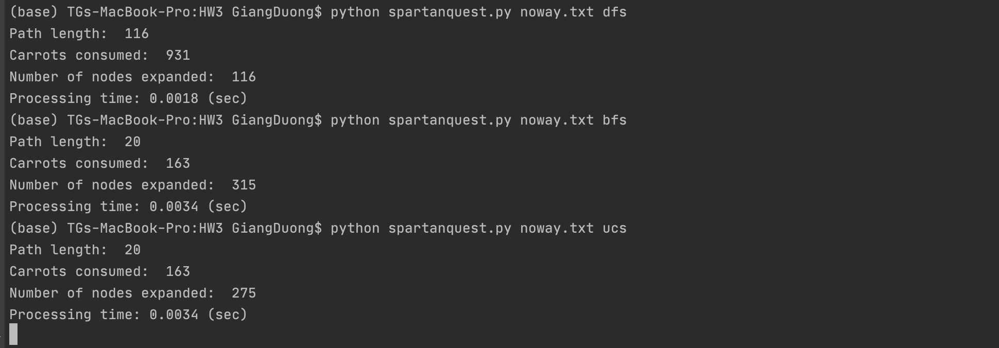 (base) TGs-MacBook-Pro:HW3 GiangDuong$ python spartanquest.py noway.txt dfs
Path length:  116
Carrots consumed:  931
Number of nodes expanded:  116
Processing time: 0.0018 (sec)
(base) TGs-MacBook-Pro:HW3 GiangDuong$ python spartanquest.py noway.txt bfs
Path length:  20
Carrots consumed:  163
Number of nodes expanded:  315
Processing time: 0.0034 (sec)
(base) TGs-MacBook-Pro:HW3 GiangDuong$ python spartanquest.py noway.txt ucs
Path length:  20
Carrots consumed:  163
Number of nodes expanded:  275
Processing time: 0.0034 (sec)